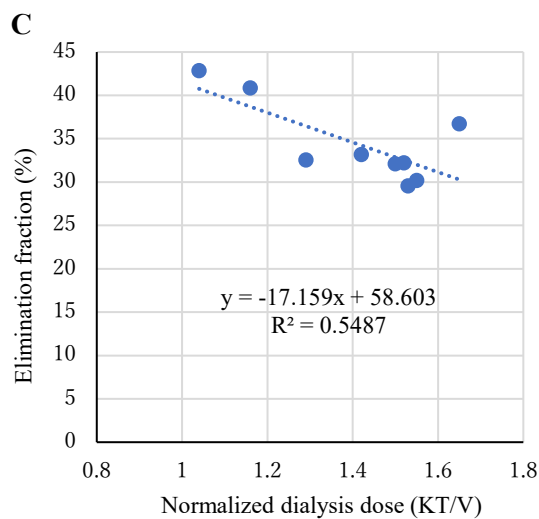 C
Elimination fraction (%)
45
40
35
30
25
20
15
10
5
0
y = -17.159x + 58.603
R² = 0.5487
0.8 1 1.2 1.4 1.6 1.8
Normalized dialysis dose (KT/V)